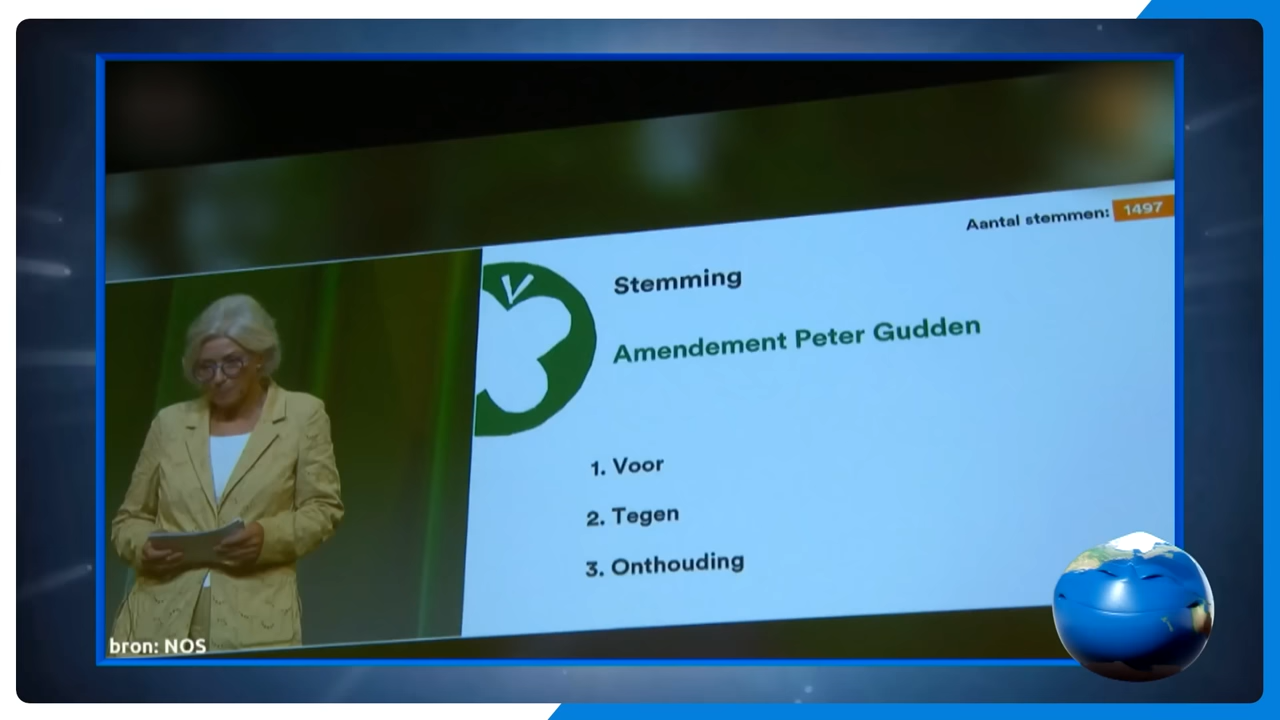 Aantal stemmen: 1497
Stemming
Amendement Peter Gudden
1. Voor
2. Tegen
3. Onthouding
bron: NOS